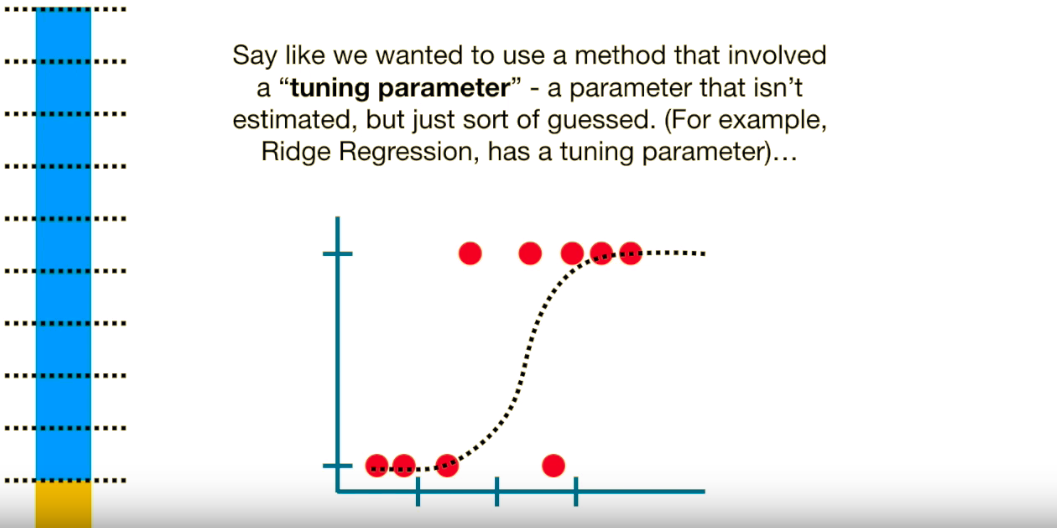 Say like we wanted to use a method that involved
a “tuning parameter” - a parameter that isn’t
estimated, but just sort of guessed. (For example,
Ridge Regression, has a tuning parameter)…